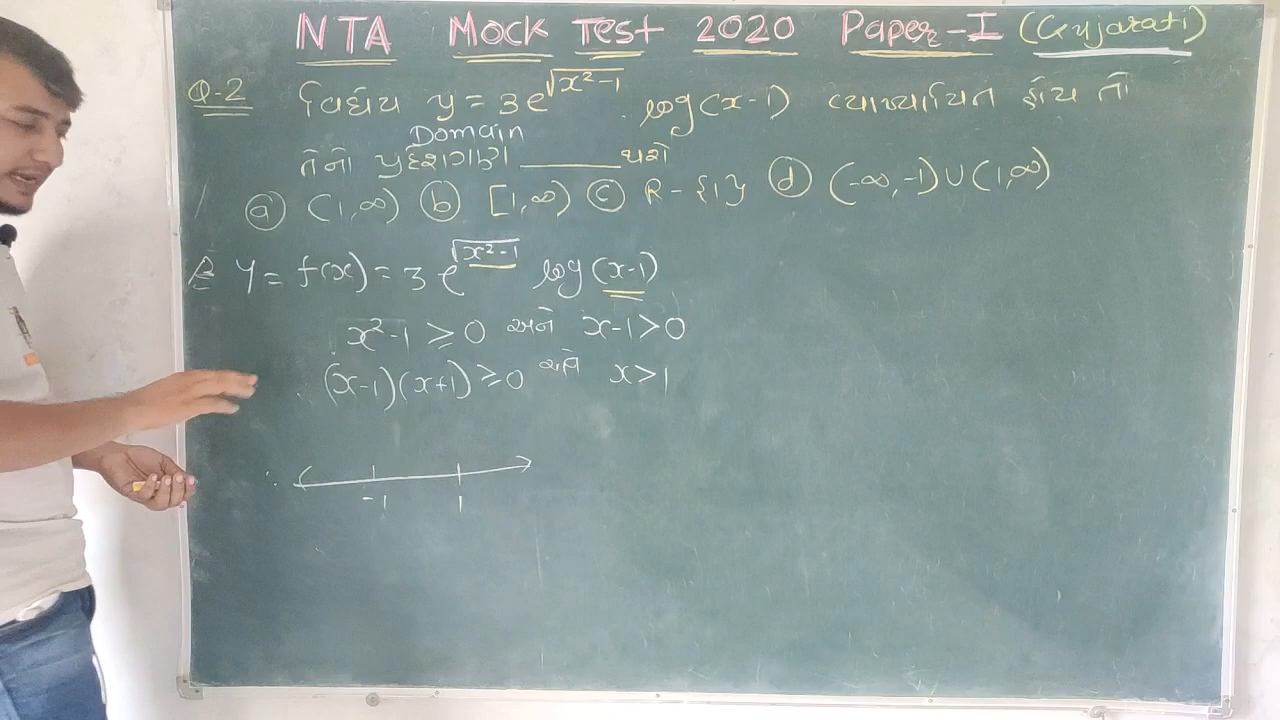 NTA Mock Test 2020 Paper-I (Gujarati)
Q-2 વિધેય y = 3e^√(x²-1) . log(x-1) વ્યાખ્યાયિત હોય તો
Domain
તેનો પ્રદેશગણ ______ થશે
(a) (1,∞) (b) [1,∞) (c) R - {1} (d) (-∞,-1)∪(1,∞)
y = f(x) = 3 e^√(x²-1) log(x-1)
x²-1 ≥ 0 અને x-1 > 0
(x-1)(x+1) ≥ 0 અને x > 1
-1 1